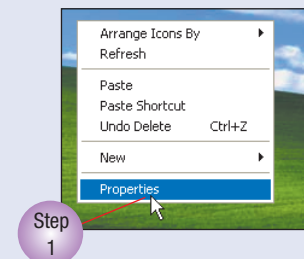 Arrange Icons By
Refresh
Paste
Paste Shortcut
Undo Delete Ctrl+Z
New
Properties
Step
1